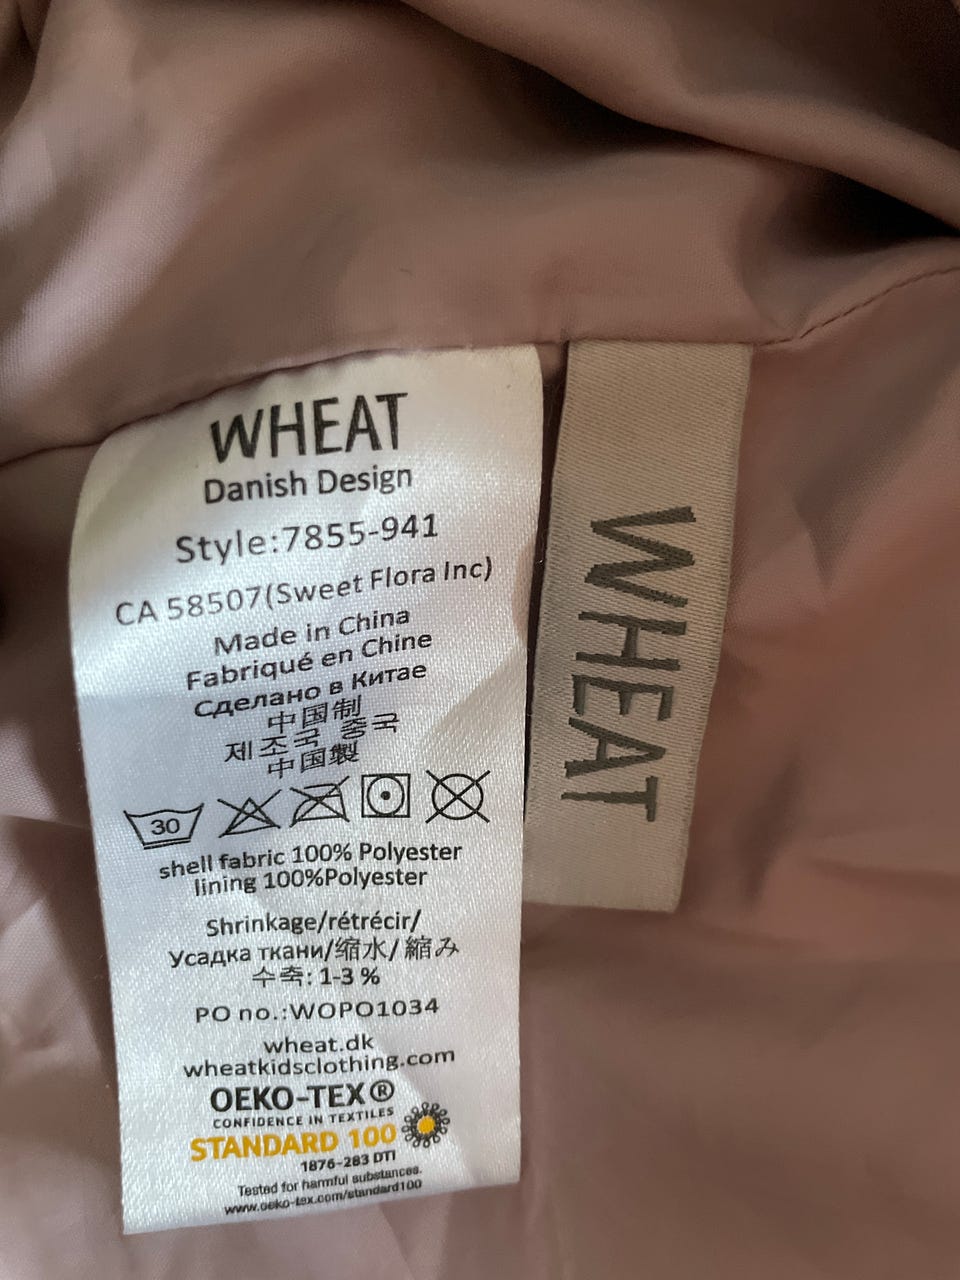 WHEAT
Danish Design
Style:7855-941
CA 58507(Sweet Flora Inc)
Made in China
Fabriqué en Chine
Сделано в Китае
中国制
제 조국 중국
中国製
30
shell fabric 100% Polyester
lining 100%Polyester
Shrinkage/rétrécir/
Усадка ткани/缩水/ 縮み
수축: 1-3 %
PO no.:WOPO1034
wheat.dk
wheatkidsclothing.com
OEKO-TEX®
CONFIDENCE IN TEXTILES
STANDARD 100
1876-283 DTI
Tested for harmful substances.
www.oeko-tex.com/standard100
WHEAT